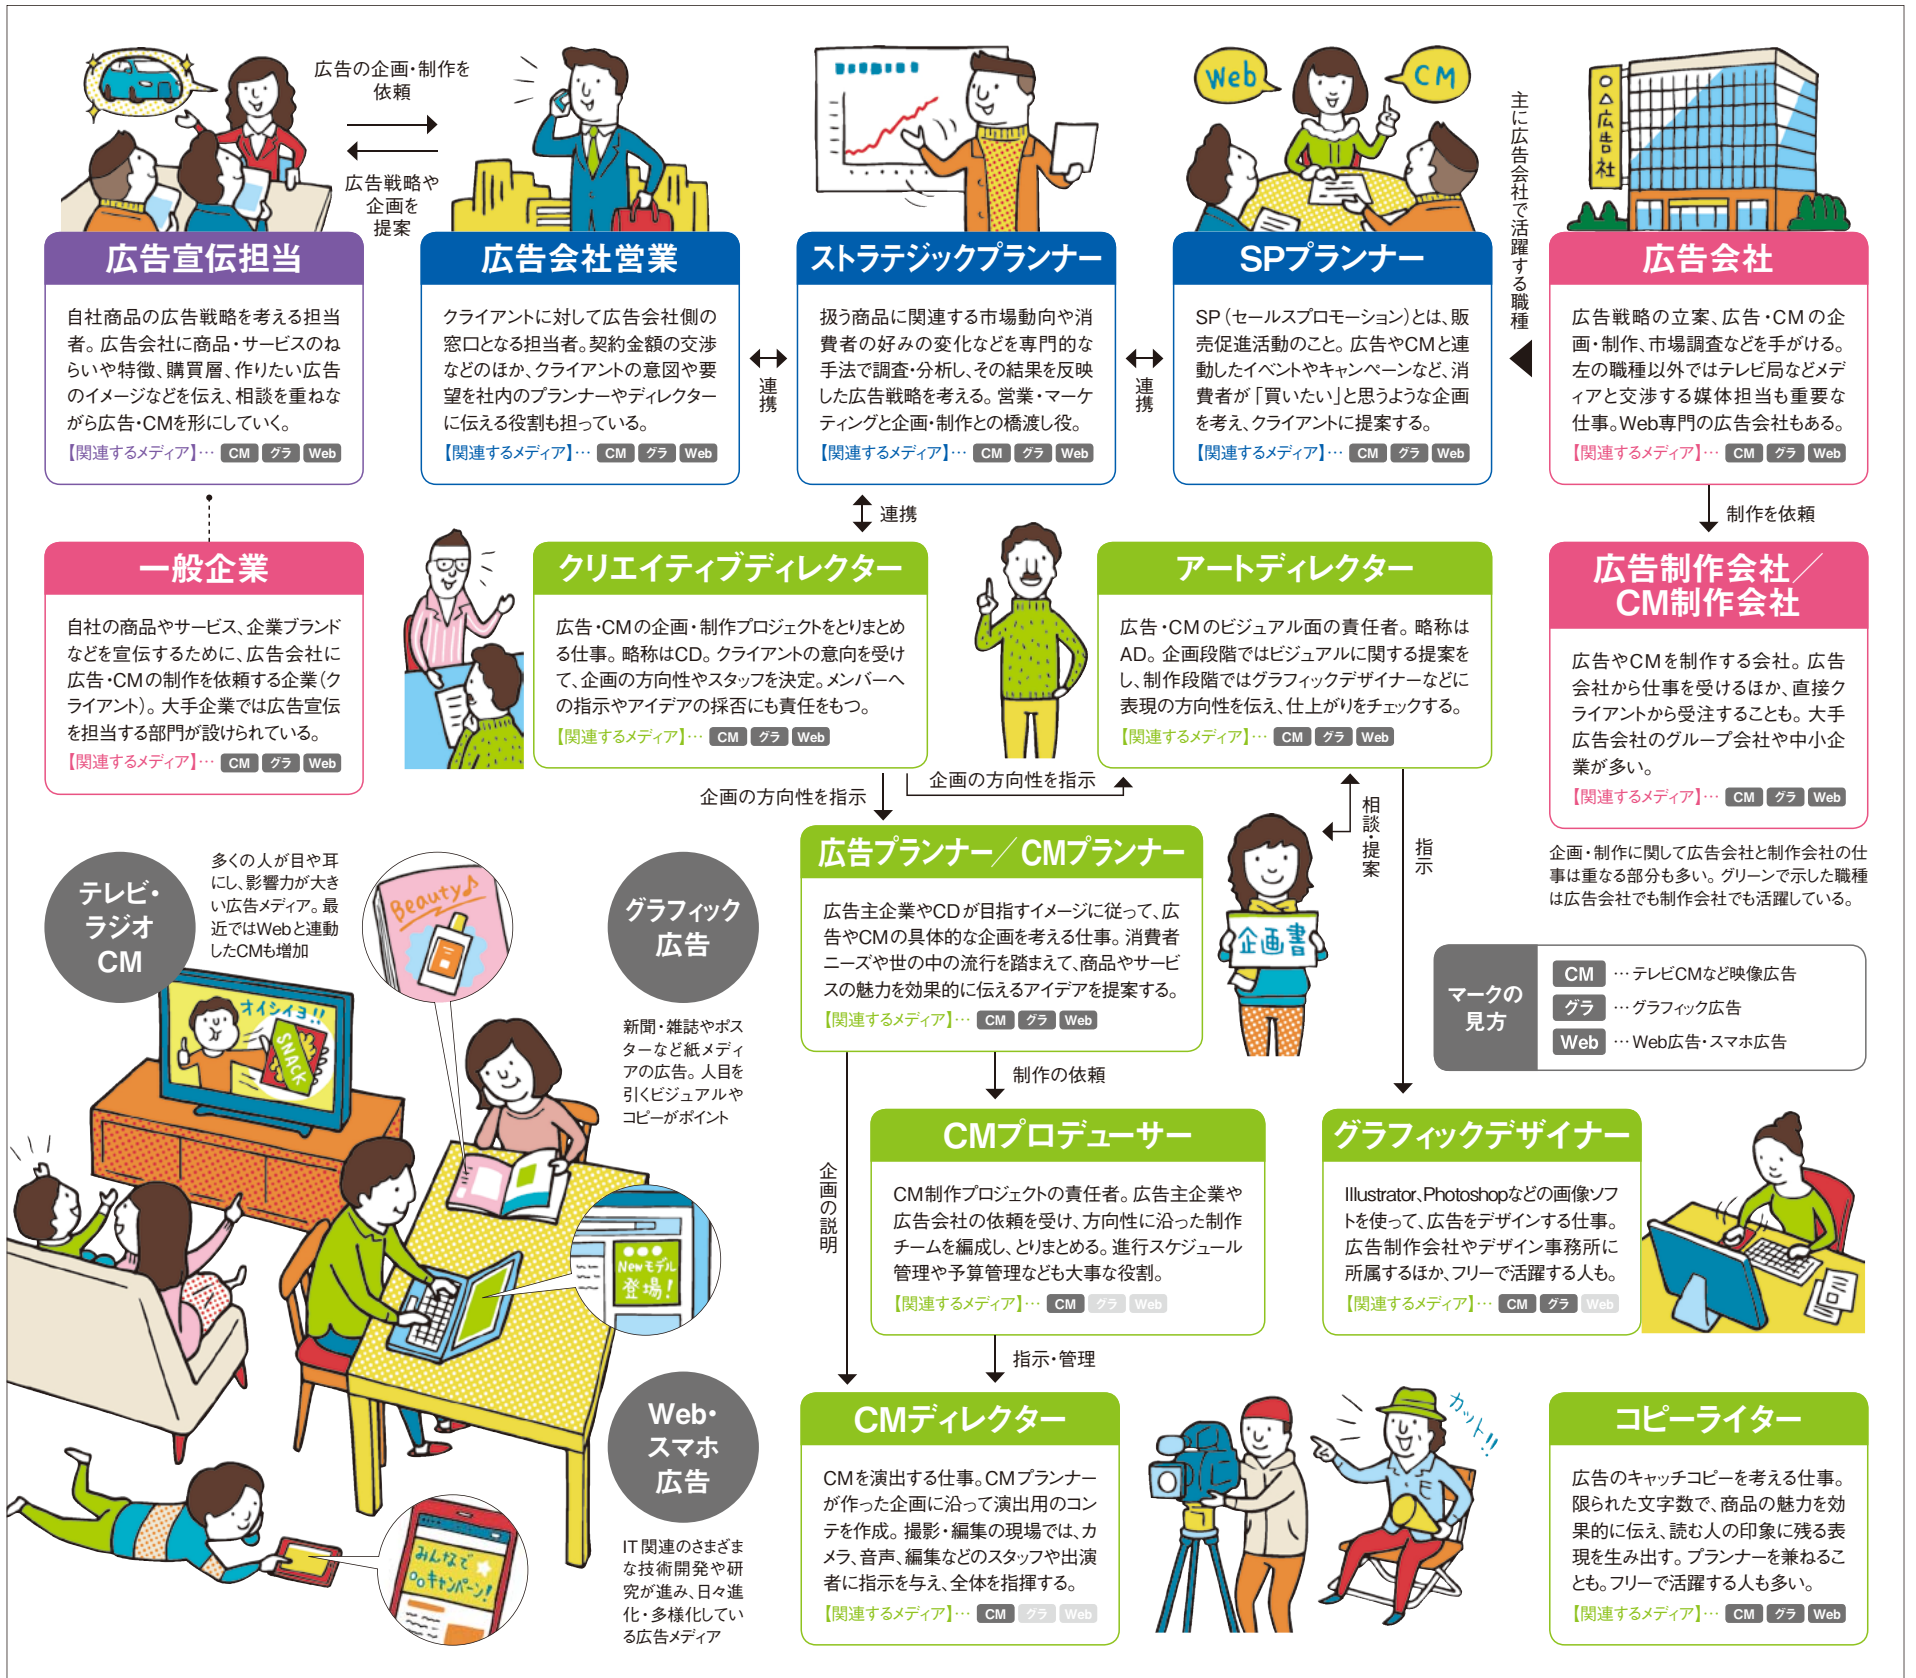 広告の企画・制作を
依頼
広告戦略や
企画を
提案
Web
CM
主に広告会社で活躍する職種
○△広告社
広告宣伝担当
自社商品の広告戦略を考える担当
者。広告会社に商品・サービスのね
らいや特徴、購買層、作りたい広告
のイメージなどを伝え、相談を重ねな
がら広告・CMを形にしていく。
【関連するメディア】… CM グラ Web
広告会社営業
クライアントに対して広告会社側の
窓口となる担当者。契約金額の交渉
などのほか、クライアントの意図や要
望を社内のプランナーやディレクター
に伝える役割も担っている。
【関連するメディア】… CM グラ Web
連携
ストラテジックプランナー
扱う商品に関連する市場動向や消
費者の好みの変化などを専門的な
手法で調査・分析し、その結果を反映
した広告戦略を考える。営業・マーケ
ティングと企画・制作との橋渡し役。
【関連するメディア】… CM グラ Web
連携
SPプランナー
SP(セールスプロモーション)とは、販
売促進活動のこと。広告やCMと連
動したイベントやキャンペーンなど、消
費者が「買いたい」と思うような企画
を考え、クライアントに提案する。
【関連するメディア】… CM グラ Web
広告会社
広告戦略の立案、広告・CMの企
画・制作、市場調査などを手がける。
左の職種以外ではテレビ局などメデ
ィアと交渉する媒体担当も重要な
仕事。Web専門の広告会社もある。
【関連するメディア】… CM グラ Web
連携
制作を依頼
一般企業
自社の商品やサービス、企業ブランド
などを宣伝するために、広告会社に
広告・CMの制作を依頼する企業(ク
ライアント)。大手企業では広告宣伝
を担当する部門が設けられている。
【関連するメディア】… CM グラ Web
クリエイティブディレクター
広告・CMの企画・制作プロジェクトをとりまとめ
る仕事。略称はCD。クライアントの意向を受け
て、企画の方向性やスタッフを決定。メンバーへ
の指示やアイデアの採否にも責任をもつ。
【関連するメディア】… CM グラ Web
アートディレクター
広告・CMのビジュアル面の責任者。略称は
AD。企画段階ではビジュアルに関する提案を
し、制作段階ではグラフィックデザイナーなどに
表現の方向性を伝え、仕上がりをチェックする。
【関連するメディア】… CM グラ Web
広告制作会社／
CM制作会社
広告やCMを制作する会社。広告
会社から仕事を受けるほか、直接ク
ライアントから受注することも。大手
広告会社のグループ会社や中小企
業が多い。
【関連するメディア】… CM グラ Web
企画・制作に関して広告会社と制作会社の仕
事は重なる部分も多い。グリーンで示した職種
は広告会社でも制作会社でも活躍している。
企画の方向性を指示
企画の方向性を指示
相談・提案
指示
広告プランナー／CMプランナー
広告主企業やCDが目指すイメージに従って、広
告やCMの具体的な企画を考える仕事。消費者
ニーズや世の中の流行を踏まえて、商品やサービ
スの魅力を効果的に伝えるアイデアを提案する。
【関連するメディア】… CM グラ Web
企画書
マークの
見方
CM …テレビCMなど映像広告
グラ …グラフィック広告
Web …Web広告・スマホ広告
テレビ・
ラジオ
CM
多くの人が目や耳
にし、影響力が大き
い広告メディア。最
近ではWebと連動
したCMも増加
Beauty♪
オイシイヨ!!
SNACK
グラフィック
広告
新聞・雑誌やポス
ターなど紙メディ
アの広告。人目を
引くビジュアルや
コピーがポイント
Newモデル
登場！
制作の依頼
企画の説明
CMプロデューサー
CM制作プロジェクトの責任者。広告主企業や
広告会社の依頼を受け、方向性に沿った制作
チームを編成し、とりまとめる。進行スケジュール
管理や予算管理なども大事な役割。
【関連するメディア】… CM グラ Web
グラフィックデザイナー
Illustrator、Photoshopなどの画像ソフ
トを使って、広告をデザインする仕事。
広告制作会社やデザイン事務所に
所属するほか、フリーで活躍する人も。
【関連するメディア】… CM グラ Web
指示・管理
Web・
スマホ
広告
IT関連のさまざま
な技術開発や研
究が進み、日々進
化・多様化してい
る広告メディア
みんなで
○○キャンペーン!
CMディレクター
CMを演出する仕事。CMプランナー
が作った企画に沿って演出用のコン
テを作成。撮影・編集の現場では、カ
メラ、音声、編集などのスタッフや出演
者に指示を与え、全体を指揮する。
【関連するメディア】… CM グラ Web
カット!!
コピーライター
広告のキャッチコピーを考える仕事。
限られた文字数で、商品の魅力を効
果的に伝え、読む人の印象に残る表
現を生み出す。プランナーを兼ねるこ
とも。フリーで活躍する人も多い。
【関連するメディア】… CM グラ Web